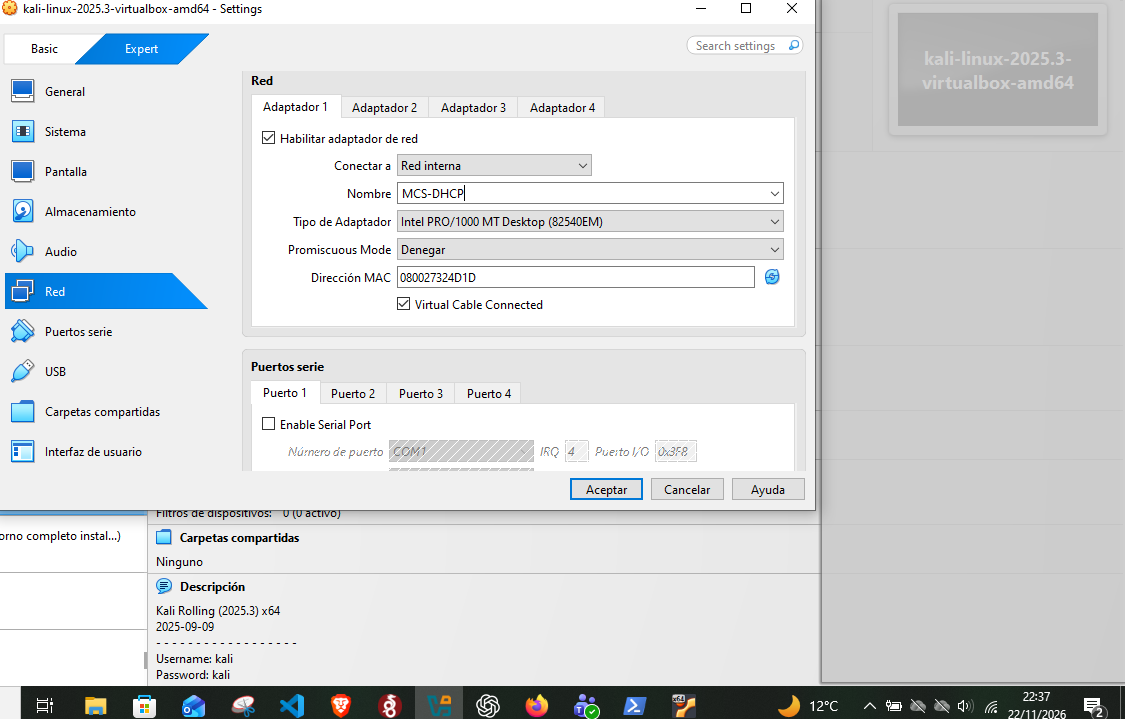 kali-linux-2025.3-virtualbox-amd64 - Settings
Basic
Expert
Search settings
General
Sistema
Pantalla
Almacenamiento
Audio
Red
Puertos serie
USB
Carpetas compartidas
Interfaz de usuario
Red
Adaptador 1 Adaptador 2 Adaptador 3 Adaptador 4
Habilitar adaptador de red
Conectar a Red interna
Nombre MCS-DHCP
Tipo de Adaptador Intel PRO/1000 MT Desktop (82540EM)
Promiscuous Mode Denegar
Dirección MAC 080027324D1D
Virtual Cable Connected
Puertos serie
Puerto 1 Puerto 2 Puerto 3 Puerto 4
Enable Serial Port
Número de puerto COM1 IRQ 4 Puerto I/O 0x3F8
Aceptar Cancelar Ayuda
kali-linux-2025.3-
virtualbox-amd64
Filtros de dispositivos: 0 (0 activo)
orno completo instal...)
Carpetas compartidas
Ninguno
Descripción
Kali Rolling (2025.3) x64
2025-09-09
- - - - - - - - - - - - - - - - - -
Username: kali
Password: kali
x64
12°C
22:37
22/11/2026
2